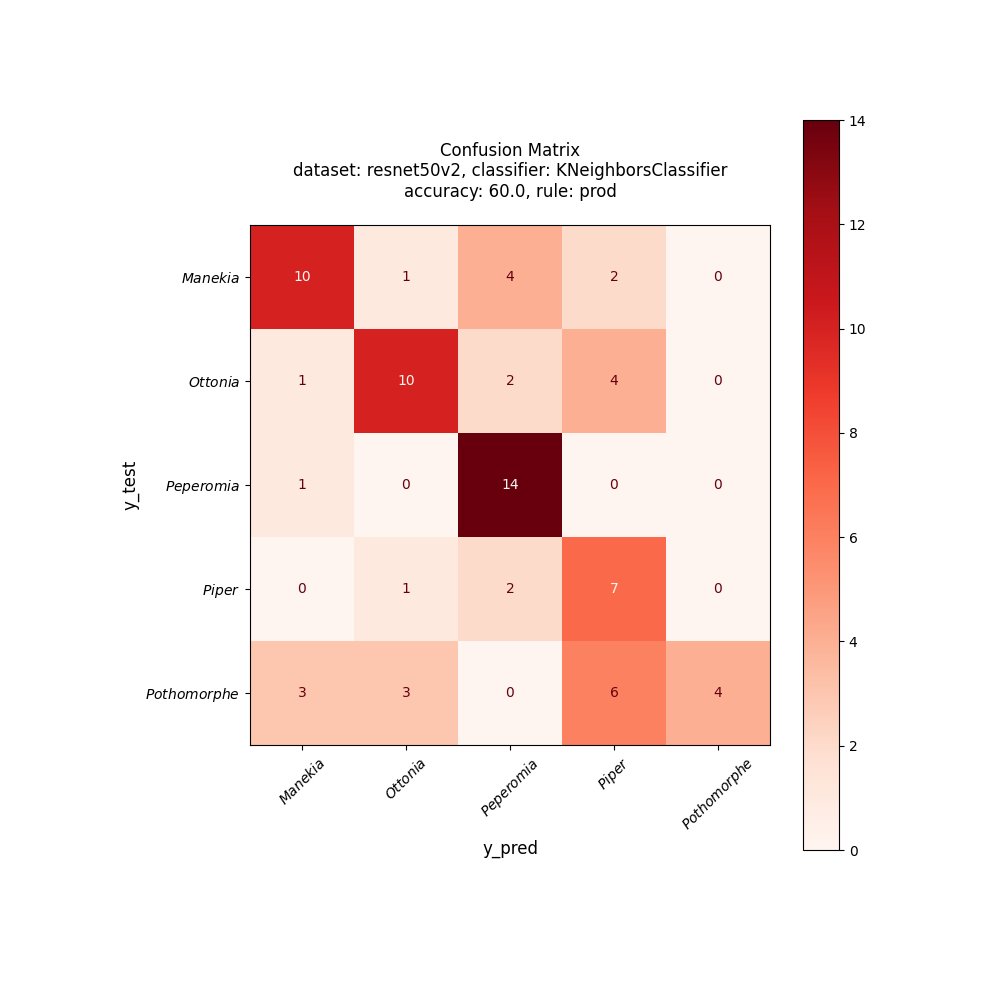 Confusion Matrix
dataset: resnet50v2, classifier: KNeighborsClassifier
accuracy: 60.0, rule: prod
y_test
Manekia 10 1 4 2 0
Ottonia 1 10 2 4 0
Peperomia 1 0 14 0 0
Piper 0 1 2 7 0
Pothomorphe 3 3 0 6 4
Manekia Ottonia Peperomia Piper Pothomorphe
y_pred
14
12
10
8
6
4
2
0